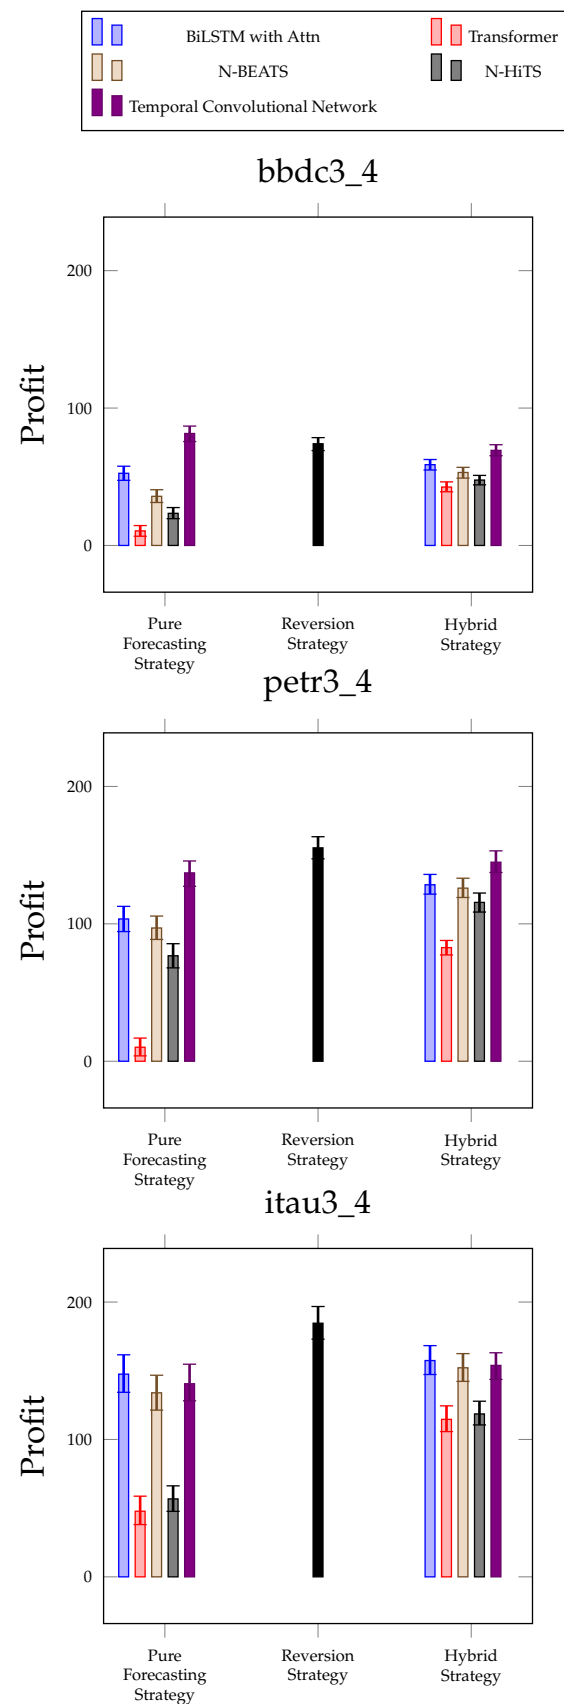 BiLSTM with Attn
Transformer
N-BEATS
N-HiTS
Temporal Convolutional Network
bbdc3_4
200
100
0
Profit
Pure
Forecasting
Strategy
Reversion
Strategy
Hybrid
Strategy
petr3_4
200
100
0
Profit
Pure
Forecasting
Strategy
Reversion
Strategy
Hybrid
Strategy
itau3_4
200
100
0
Profit
Pure
Forecasting
Strategy
Reversion
Strategy
Hybrid
Strategy